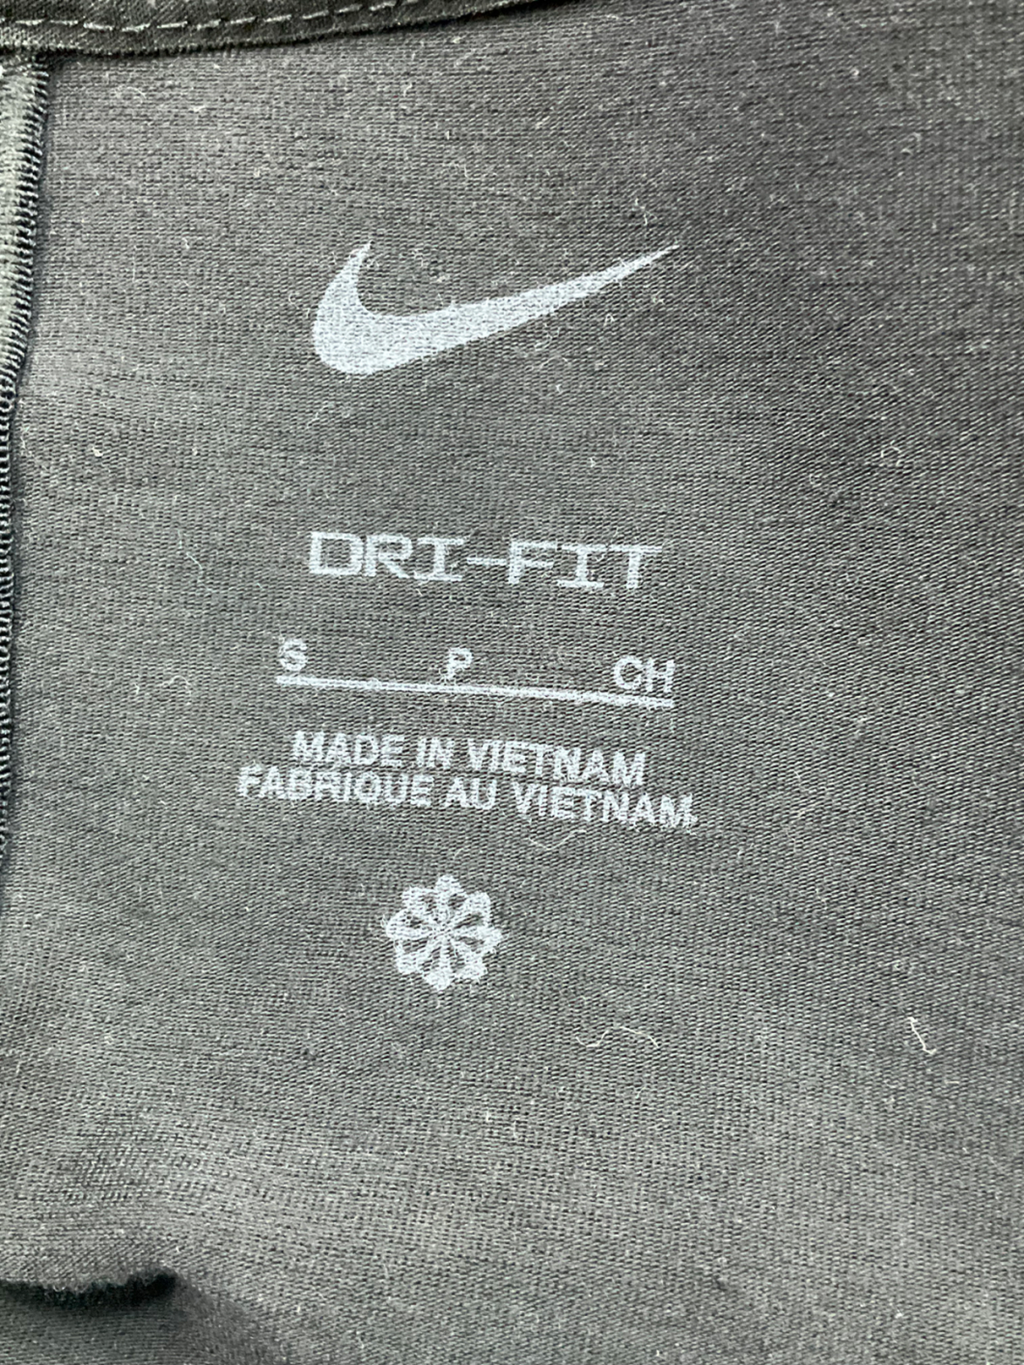 DRI-FIT
S P CH
MADE IN VIETNAM
FABRIQUE AU VIETNAM